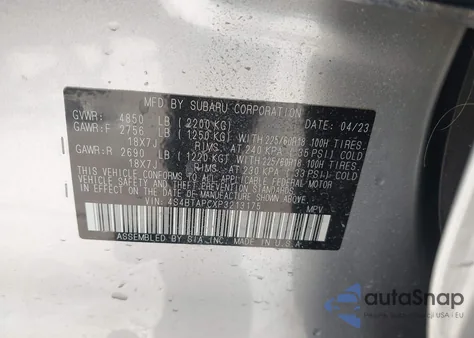 MFD BY SUBARU CORPORATION DATE 04/23
GVWR: 4850 LB (2200 KG)
GAWR:F 2756 LB (1250 KG) WITH 225/60R18 100H TIRES
18X7J RIMS AT 240 KPA 35 PSI COLD
GAWR:R 2690 LB (1220 KG) WITH 225/60R18 100H TIRES
18X7J RIMS AT 230 KPA 33 PSI COLD
THIS VEHICLE CONFORMS TO ALL APPLICABLE FEDERAL MOTOR
VEHICLE SAFETY, BUMPER AND THEFT PREVENTION STANDARDS
IN EFFECT ON THE DATE OF MANUFACTURE SHOWN ABOVE.
VIN: 4S4BTAPCXP3213175 MPV
ASSEMBLED BY SIA, INC. IN U.S.A.
autoSnap